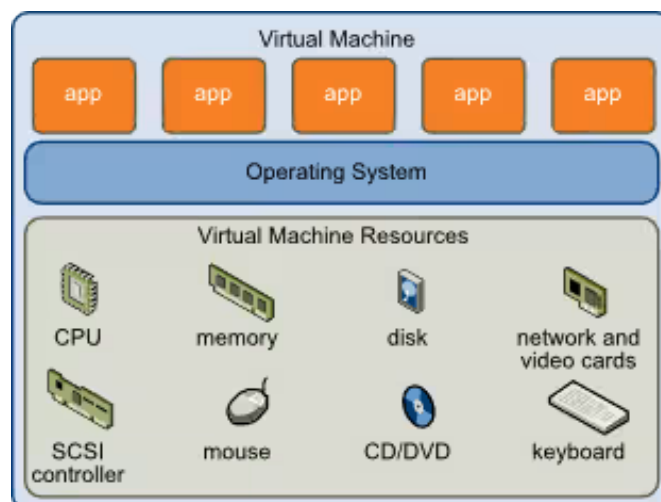 Virtual Machine
app app app app app
Operating System
Virtual Machine Resources
CPU memory disk network and
video cards
SCSI mouse CD/DVD keyboard
controller